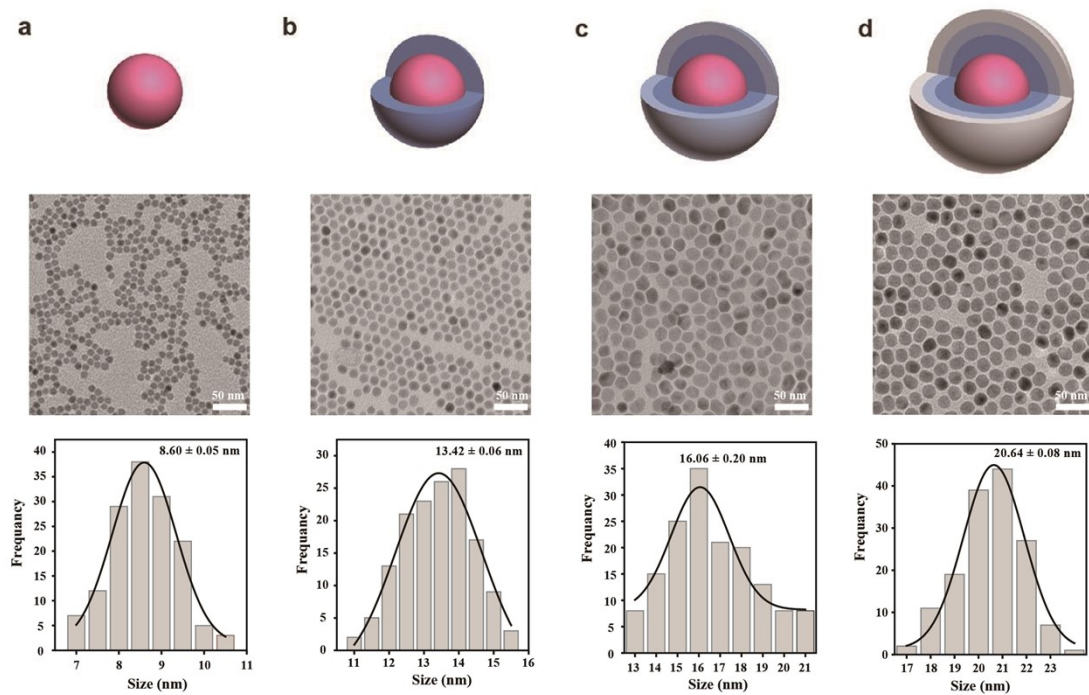 a
b
c
d
50 nm
50 nm
50 nm
50 nm
8.60 ± 0.05 nm
40
35
30
25
20
15
10
5
0
Frequancy
7 8 9 10 11
Size (nm)
13.42 ± 0.06 nm
30
25
20
15
10
5
0
Frequancy
11 12 13 14 15 16
Size (nm)
16.06 ± 0.20 nm
40
35
30
25
20
15
10
5
0
Frequancy
13 14 15 16 17 18 19 20 21
Size (nm)
20.64 ± 0.08 nm
50
40
30
20
10
0
Frequancy
17 18 19 20 21 22 23
Size (nm)